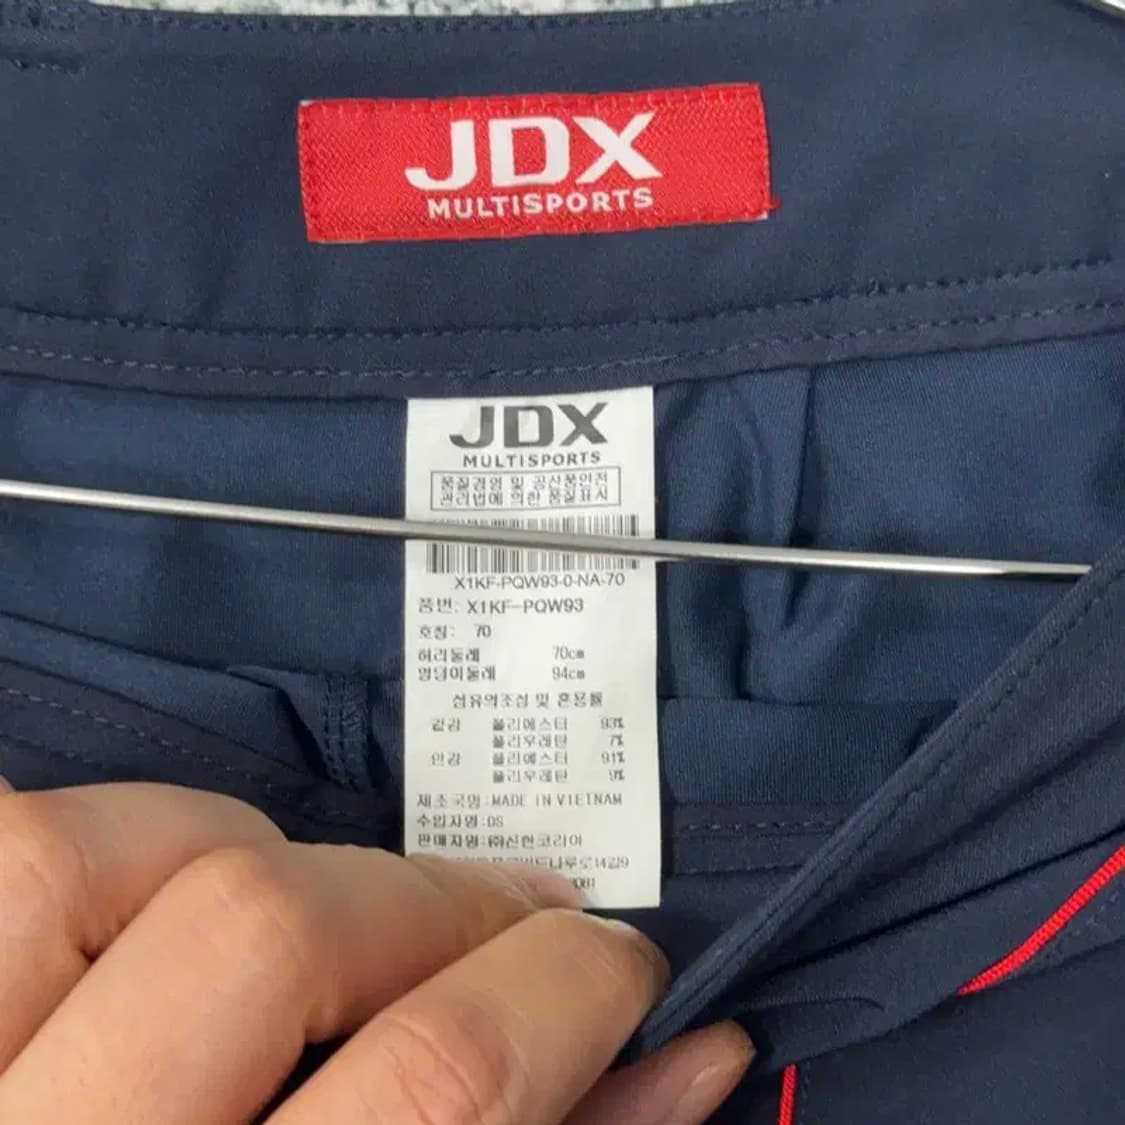 JDX
MULTISPORTS
JDX
MULTISPORTS
품질경영 및 공산품안전
관리법에 의한 품질표시
X1KF-PQW93-0-NA-70
품번: X1KF-PQW93
호칭: 70
허리둘레 70cm
엉덩이둘레 94cm
섬유의조성 및 혼용률
겉감 폴리에스터 93%
폴리우레탄 7%
안감 폴리에스터 91%
폴리우레탄 9%
제조국명:MADE IN VIETNAM
수입자명:DS
판매자명:㈜신한코리아